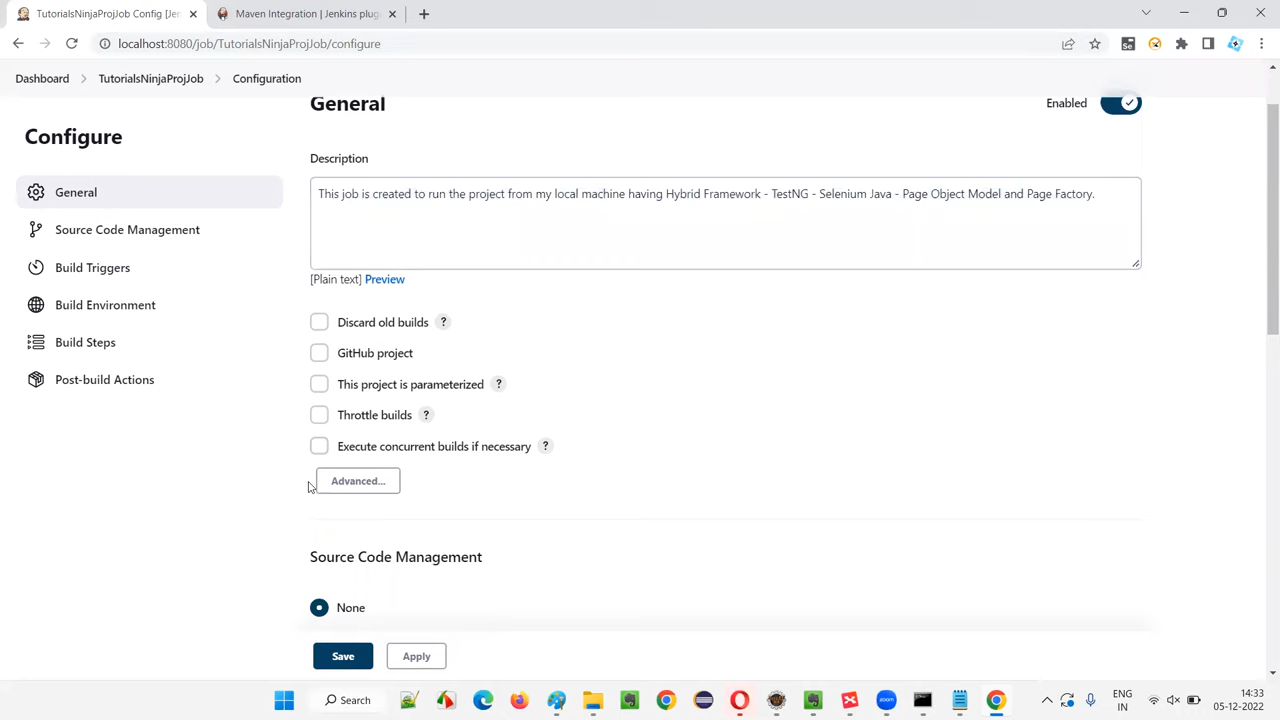 TutorialsNinjaProjJob Config [Jen
Maven Integration | Jenkins plug
localhost:8080/job/TutorialsNinjaProjJob/configure
Dashboard > TutorialsNinjaProjJob > Configuration
Configure
General
Source Code Management
Build Triggers
Build Environment
Build Steps
Post-build Actions
General
Enabled
Description
This job is created to run the project from my local machine having Hybrid Framework - TestNG - Selenium Java - Page Object Model and Page Factory.
[Plain text] Preview
Discard old builds ?
GitHub project
This project is parameterized ?
Throttle builds ?
Execute concurrent builds if necessary ?
Advanced...
Source Code Management
None
Save
Apply
Search
ENG
IN
14:33
05-12-2022